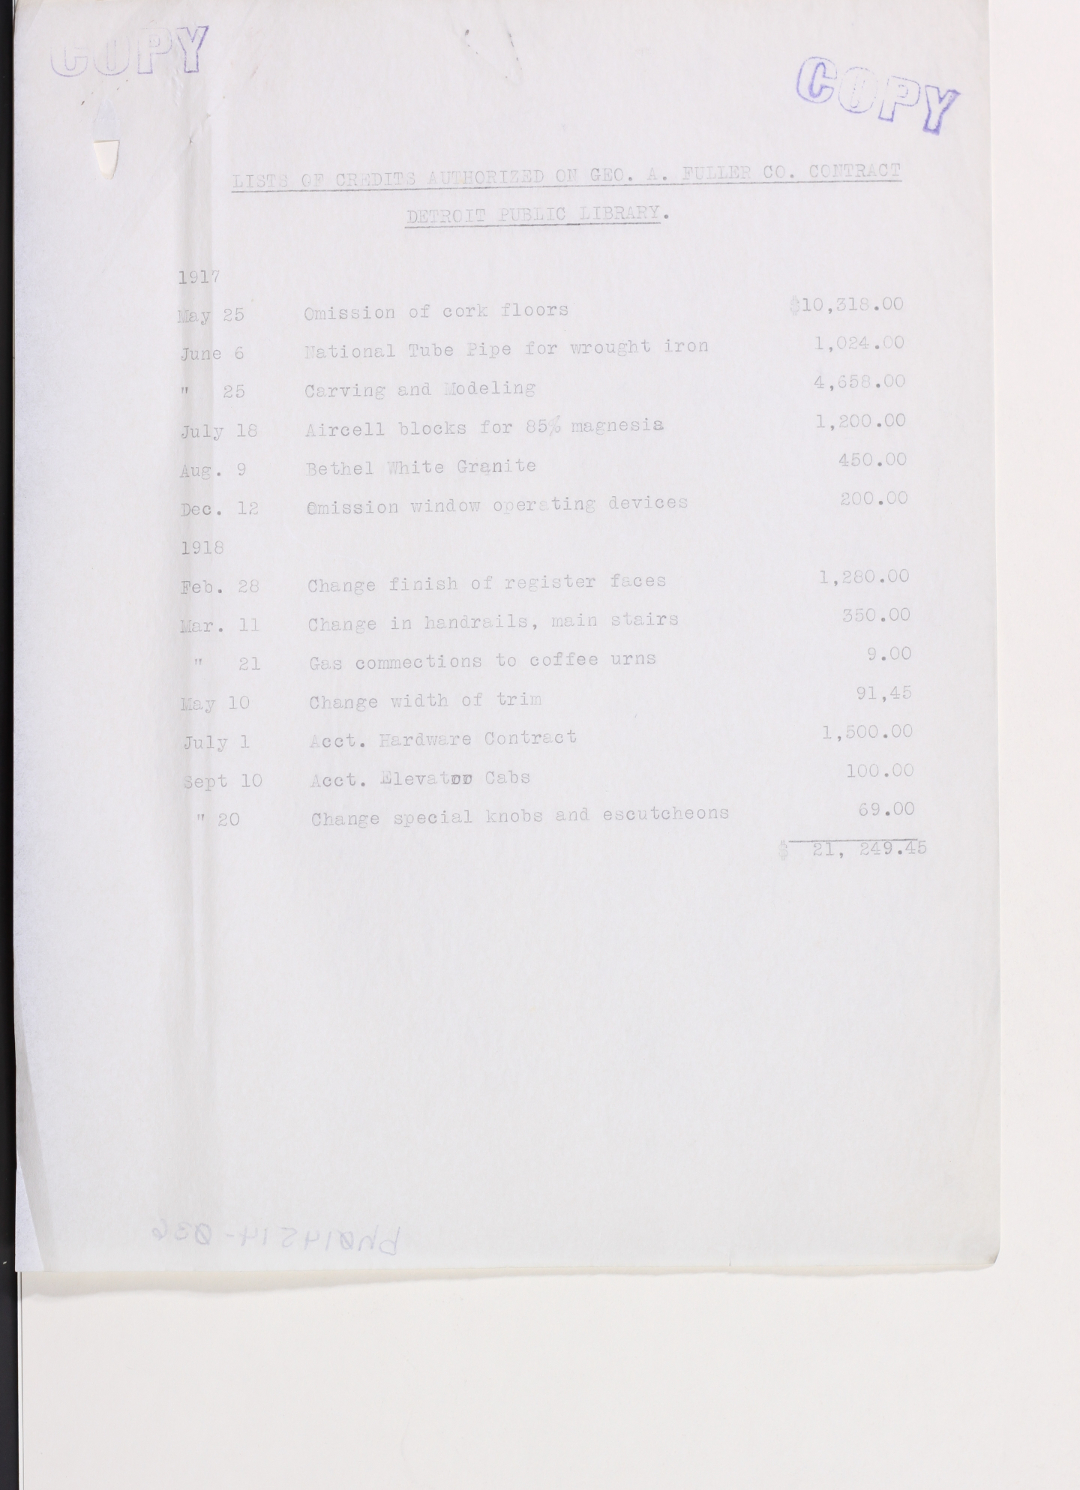 COPY
COPY
LISTS OF CREDITS AUTHORIZED ON GEO. A. FULLER CO. CONTRACT
DETROIT PUBLIC LIBRARY.
1917
May 25 Omission of cork floors $10,318.00
June 6 National Tube Pipe for wrought iron 1,024.00
" 25 Carving and Modeling 4,658.00
July 18 Aircell blocks for 85% magnesia 1,200.00
Aug. 9 Bethel White Granite 450.00
Dec. 12 Omission window operating devices 200.00
1918
Feb. 28 Change finish of register faces 1,280.00
Mar. 11 Change in handrails, main stairs 350.00
" 21 Gas commections to coffee urns 9.00
May 10 Change width of trim 91,45
July 1 Acct. Hardware Contract 1,500.00
Sept 10 Acct. Elevator Cabs 100.00
" 20 Change special knobs and escutcheons 69.00
$ 21, 249.45